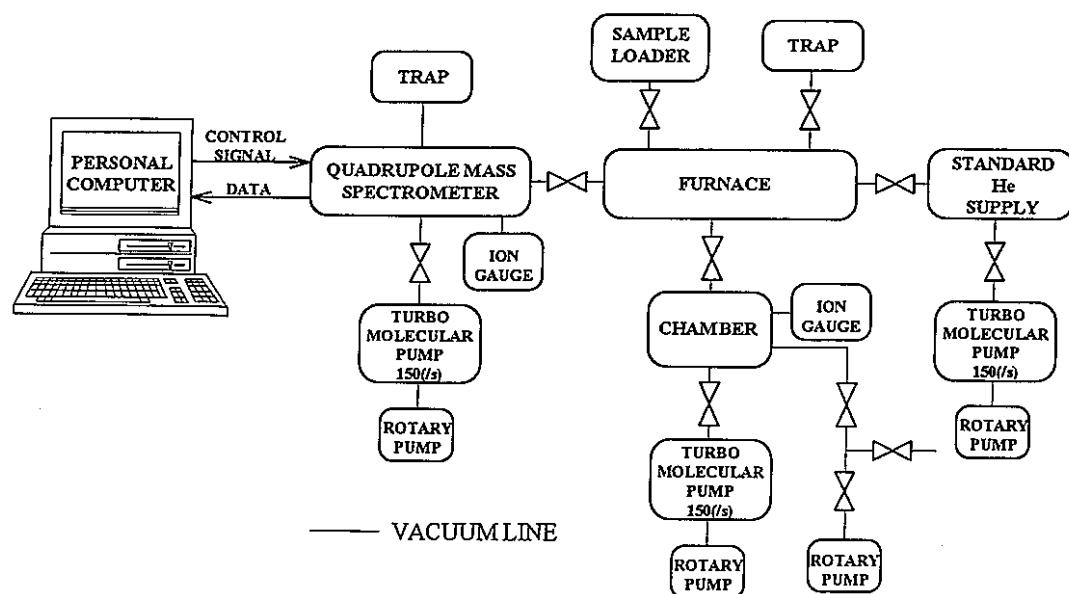 SAMPLE
LOADER
TRAP
TRAP
CONTROL
SIGNAL
DATA
PERSONAL
COMPUTER
QUADRUPOLE MASS
SPECTROMETER
FURNACE
STANDARD
He
SUPPLY
ION
GAUGE
CHAMBER
ION
GAUGE
TURBO
MOLECULAR
PUMP
150(/s)
ROTARY
PUMP
TURBO
MOLECULAR
PUMP
150(/s)
ROTARY
PUMP
TURBO
MOLECULAR
PUMP
150(/s)
ROTARY
PUMP
ROTARY
PUMP
VACUUM LINE